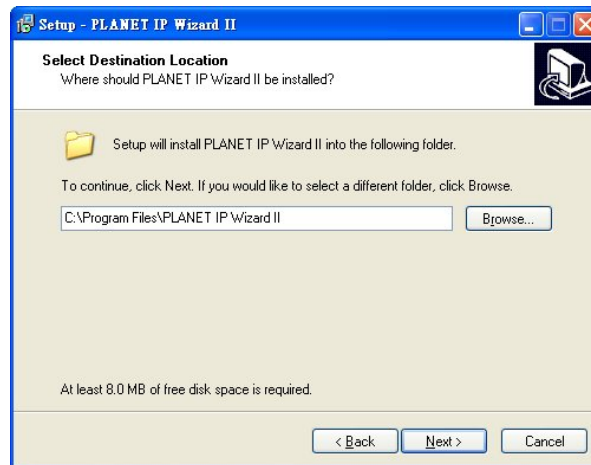 Setup - PLANET IP Wizard II
Select Destination Location
Where should PLANET IP Wizard II be installed?
Setup will install PLANET IP Wizard II into the following folder.
To continue, click Next. If you would like to select a different folder, click Browse.
C:\Program Files\PLANET IP Wizard II
Browse...
At least 8.0 MB of free disk space is required.
< Back
Next >
Cancel